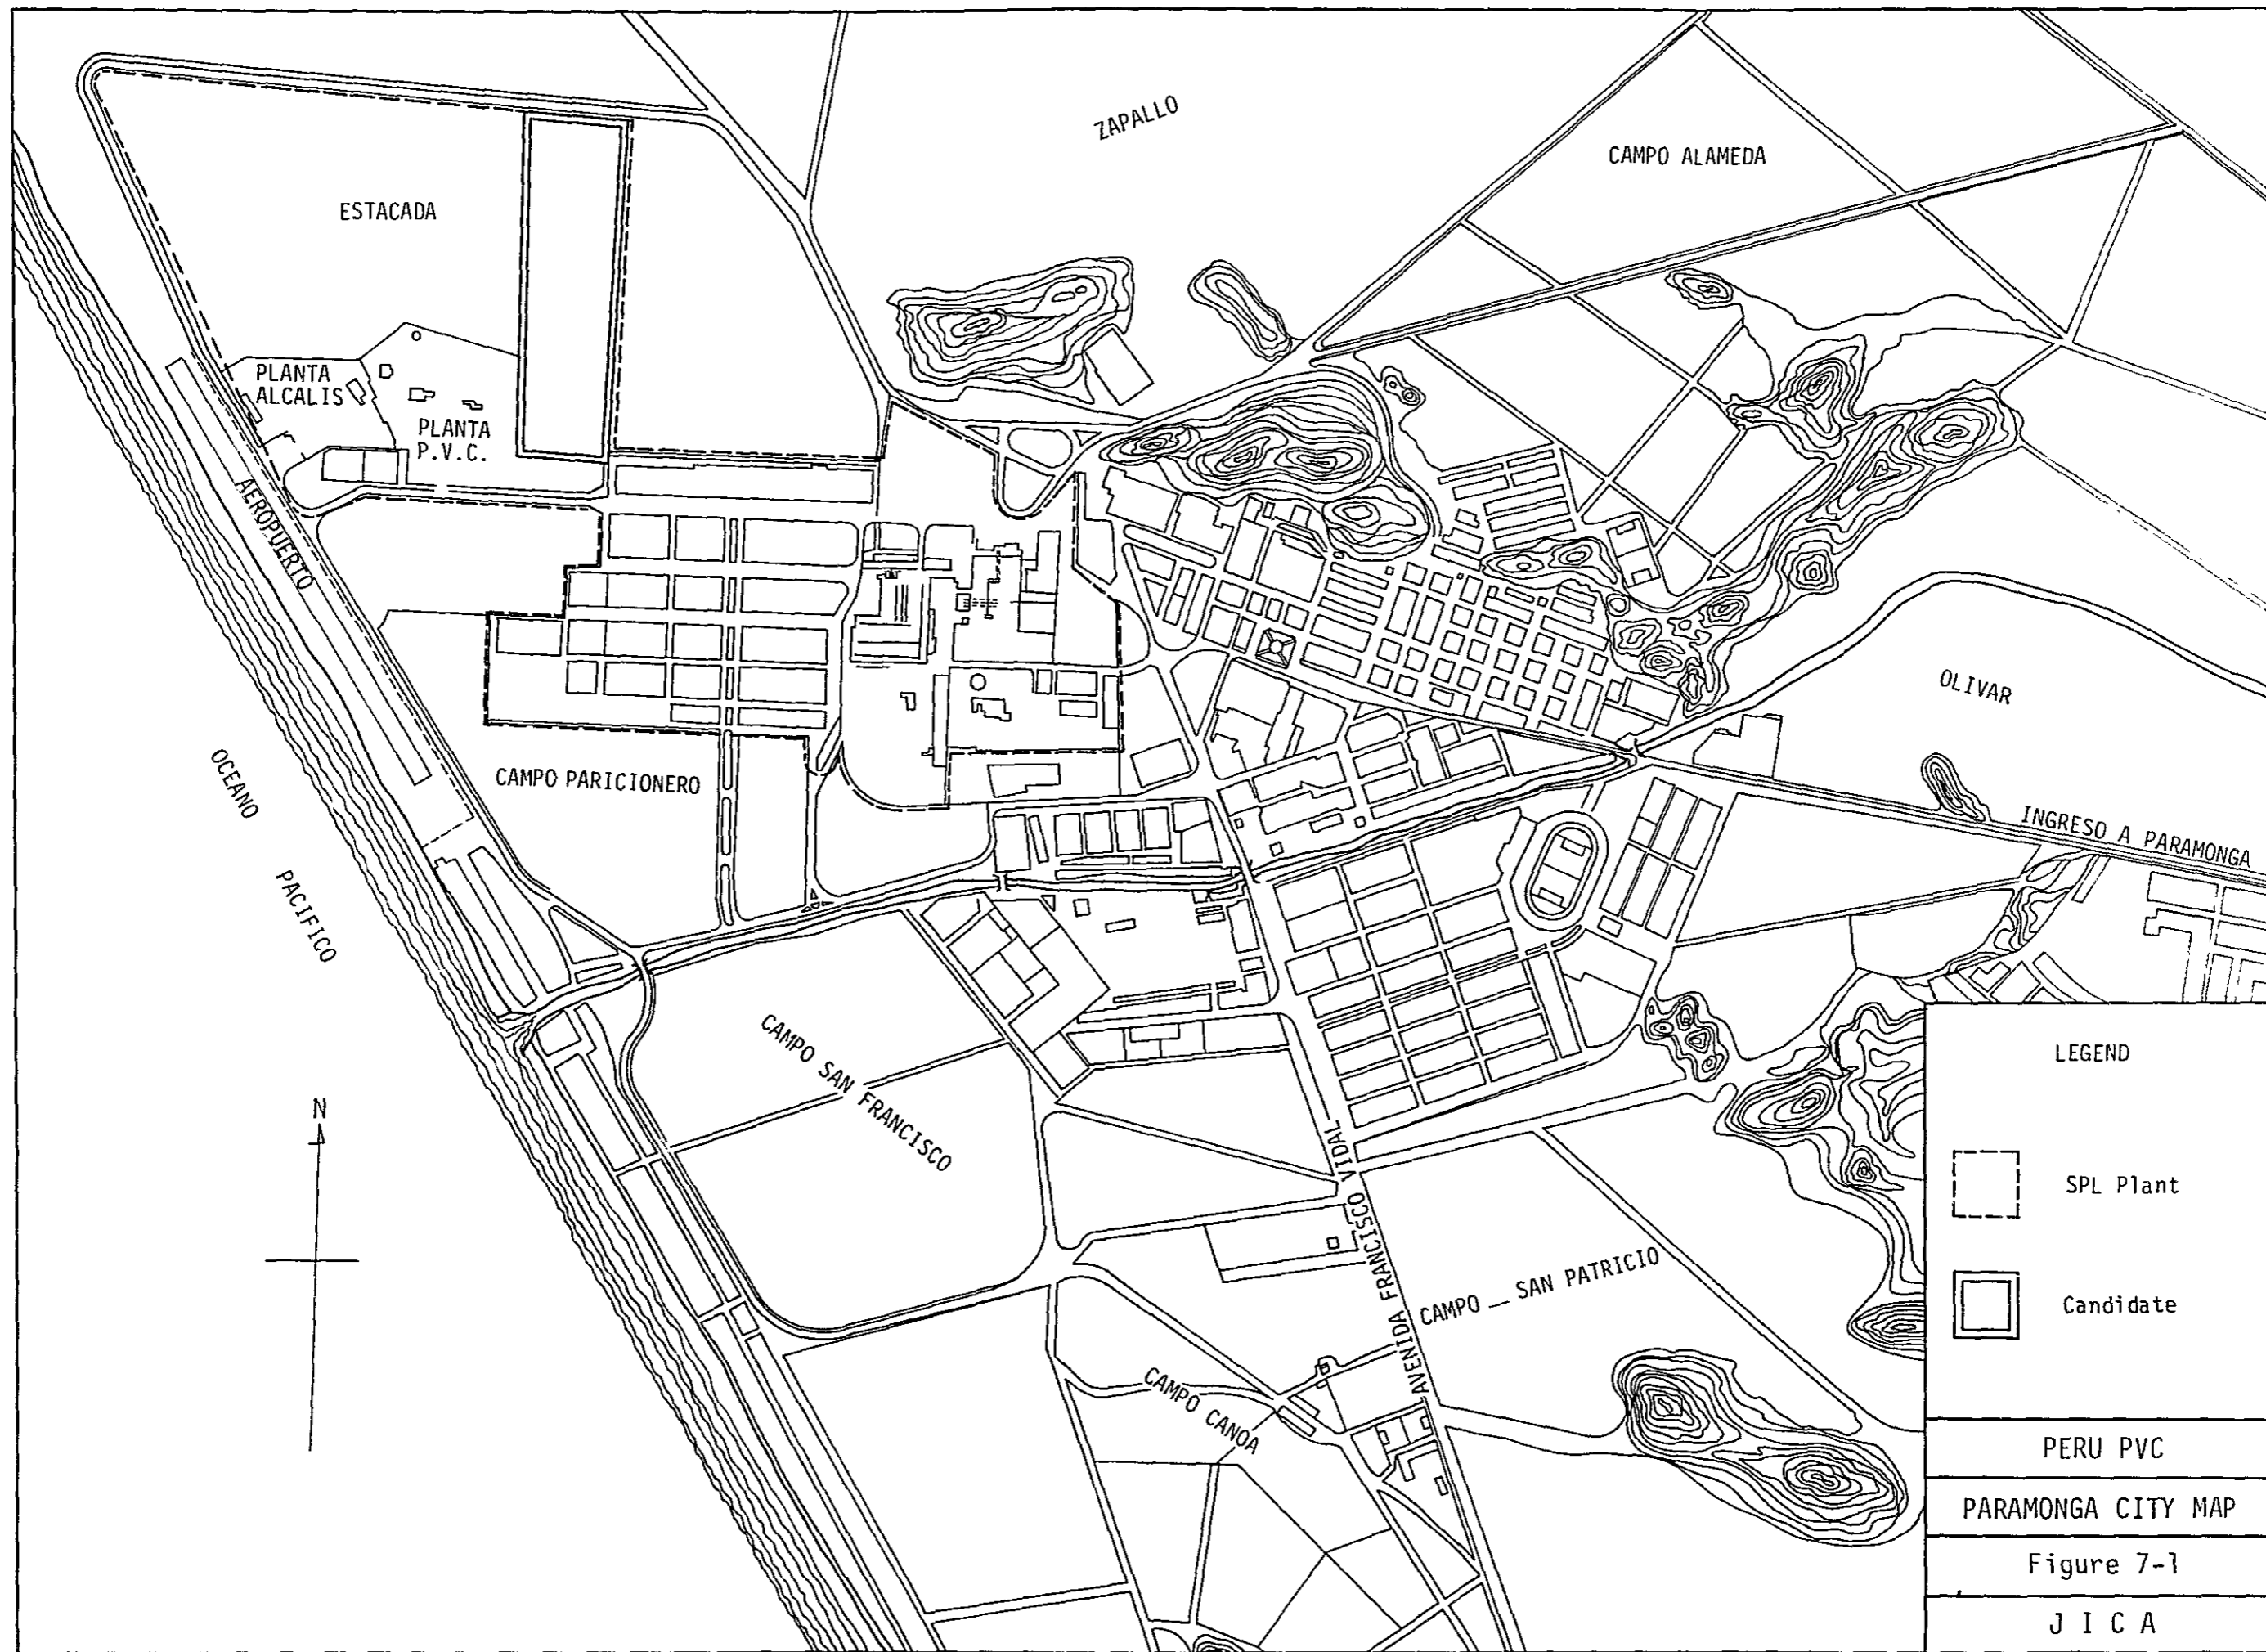 ZAPALLO
CAMPO ALAMEDA
ESTACADA
PLANTA
ALCALIS
PLANTA
P.V.C.
AEROPUERTO
OLIVAR
CAMPO PARICIONERO
OCEANO
PACIFICO
INGRESO A PARAMONGA
CAMPO SAN FRANCISCO
N
AVENIDA FRANCISCO VIDAL
CAMPO — SAN PATRICIO
CAMPO CANOA
LEGEND
SPL Plant
Candidate
PERU PVC
PARAMONGA CITY MAP
Figure 7-1
J I C A